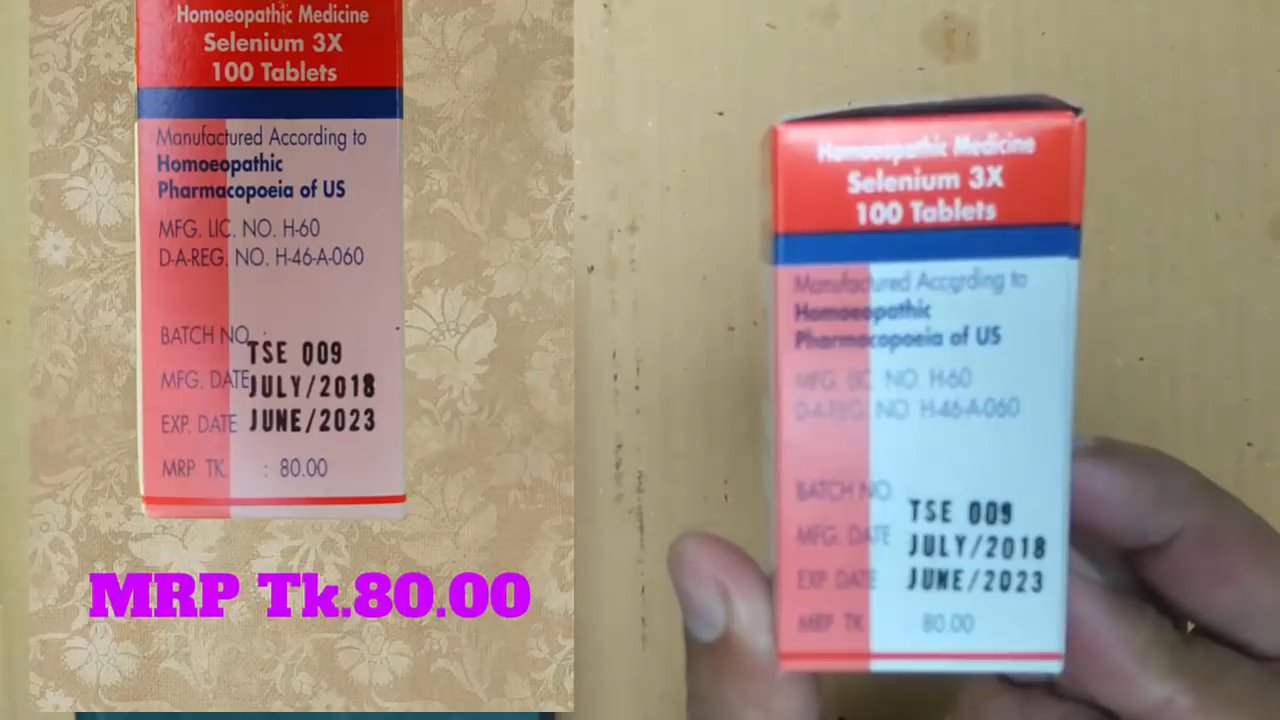 Homoeopathic Medicine
Selenium 3X
100 Tablets
Manufactured According to
Homoeopathic
Pharmacopoeia of US
MFG. LIC. NO. H-60
D-A-REG. NO. H-46-A-060
BATCH NO. :
TSE 009
MFG. DATE JULY/2018
EXP. DATE JUNE/2023
MRP TK. : 80.00
MRP Tk.80.00
Homoeopathic Medicine
Selenium 3X
100 Tablets
Manufactured According to
Homoeopathic
Pharmacopoeia of US
MFG. LIC. NO. H-60
D-A-REG. NO. H-46-A-060
BATCH NO.
TSE 009
MFG. DATE JULY/2018
EXP. DATE JUNE/2023
MRP TK 80.00